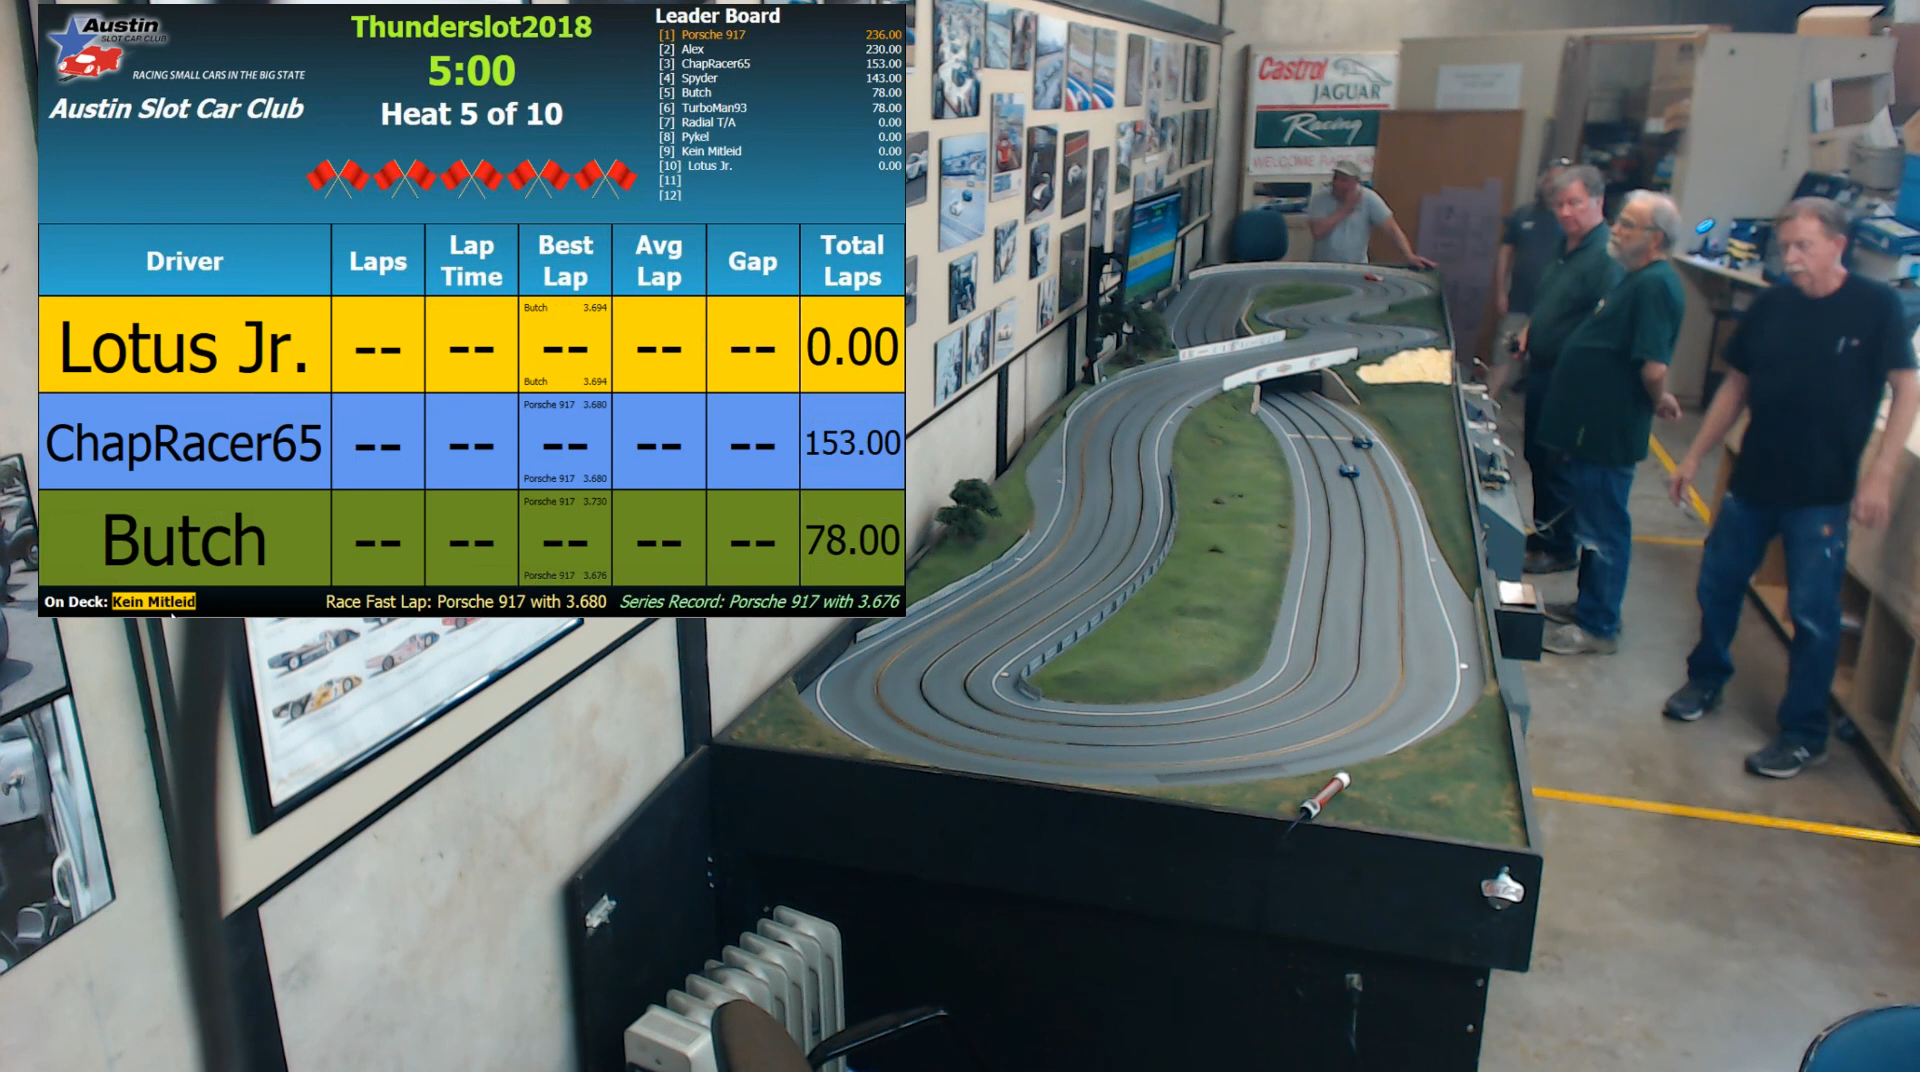 Austin
SLOT CAR CLUB
RACING SMALL CARS IN THE BIG STATE
Austin Slot Car Club
Thunderslot2018
5:00
Heat 5 of 10
Leader Board
[1] Porsche 917 236.00
[2] Alex 230.00
[3] ChapRacer65 153.00
[4] Spyder 143.00
[5] Butch 78.00
[6] TurboMan93 78.00
[7] Radial T/A 0.00
[8] Pykel 0.00
[9] Kein Mitleid 0.00
[10] Lotus Jr. 0.00
[11]
[12]
Driver Laps Lap Time Best Lap Avg Lap Gap Total Laps
Butch 3.694
Lotus Jr. -- -- -- -- -- 0.00
Butch 3.694
Porsche 917 3.680
ChapRacer65 -- -- -- -- -- 153.00
Porsche 917 3.680
Porsche 917 3.730
Butch -- -- -- -- -- 78.00
Porsche 917 3.676
On Deck: Kein Mitleid Race Fast Lap: Porsche 917 with 3.680 Series Record: Porsche 917 with 3.676
Castrol
JAGUAR
Racing
WELCOME RACE FANS